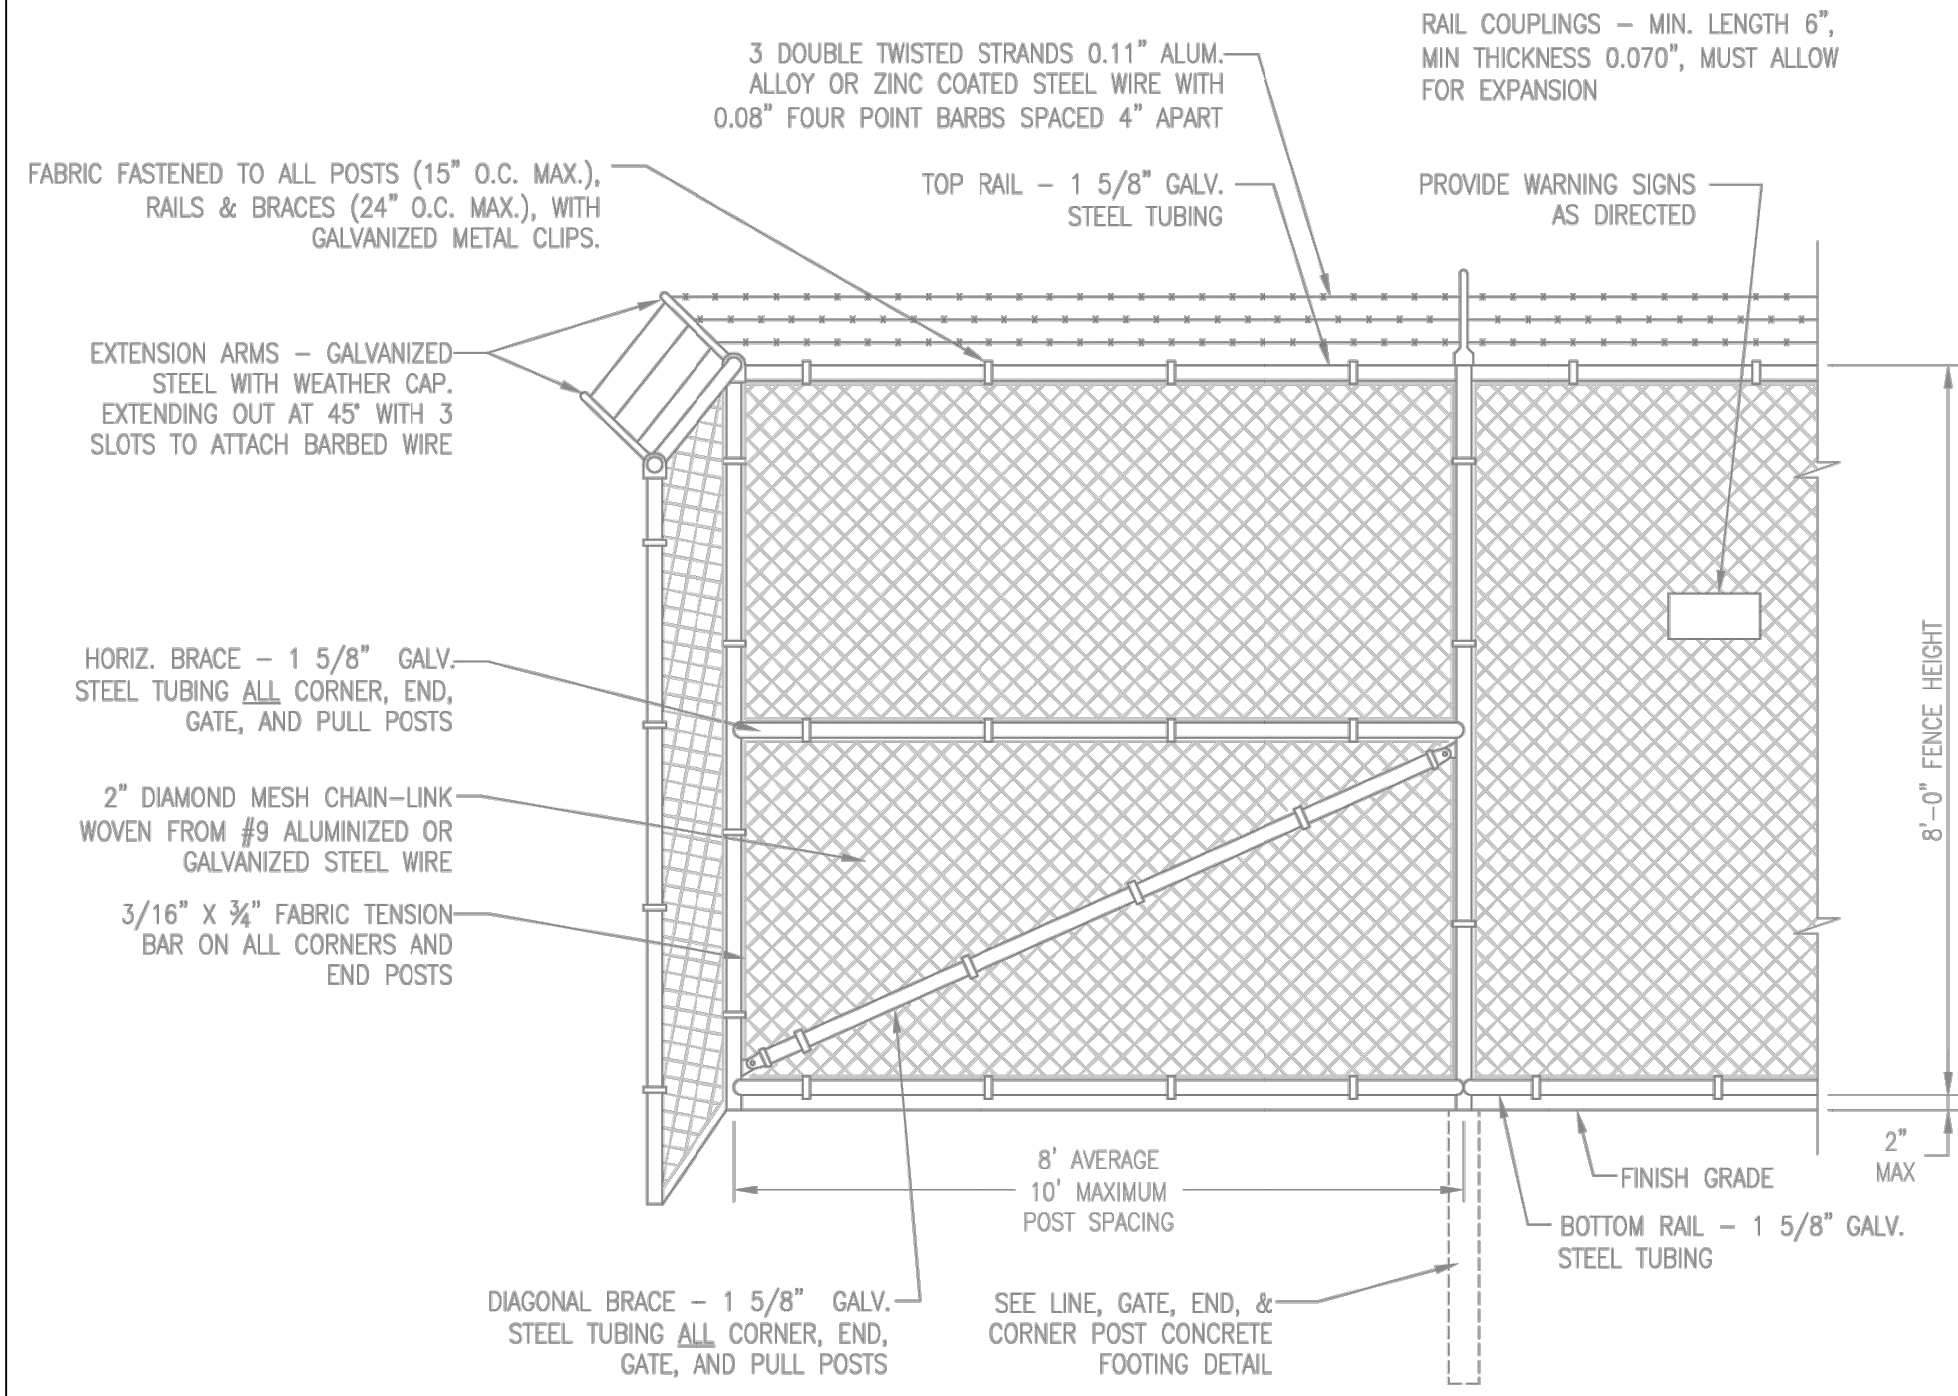 RAIL COUPLINGS – MIN. LENGTH 6",
MIN THICKNESS 0.070", MUST ALLOW
FOR EXPANSION
3 DOUBLE TWISTED STRANDS 0.11" ALUM.
ALLOY OR ZINC COATED STEEL WIRE WITH
0.08" FOUR POINT BARBS SPACED 4" APART
FABRIC FASTENED TO ALL POSTS (15" O.C. MAX.),
RAILS & BRACES (24" O.C. MAX.), WITH
GALVANIZED METAL CLIPS.
TOP RAIL – 1 5/8" GALV.
STEEL TUBING
PROVIDE WARNING SIGNS
AS DIRECTED
EXTENSION ARMS – GALVANIZED
STEEL WITH WEATHER CAP.
EXTENDING OUT AT 45° WITH 3
SLOTS TO ATTACH BARBED WIRE
HORIZ. BRACE – 1 5/8" GALV.
STEEL TUBING ALL CORNER, END,
GATE, AND PULL POSTS
8'-0" FENCE HEIGHT
2" DIAMOND MESH CHAIN-LINK
WOVEN FROM #9 ALUMINIZED OR
GALVANIZED STEEL WIRE
3/16" X ¾" FABRIC TENSION
BAR ON ALL CORNERS AND
END POSTS
8' AVERAGE
10' MAXIMUM
POST SPACING
2"
MAX
FINISH GRADE
BOTTOM RAIL – 1 5/8" GALV.
STEEL TUBING
DIAGONAL BRACE – 1 5/8" GALV.
STEEL TUBING ALL CORNER, END,
GATE, AND PULL POSTS
SEE LINE, GATE, END, &
CORNER POST CONCRETE
FOOTING DETAIL